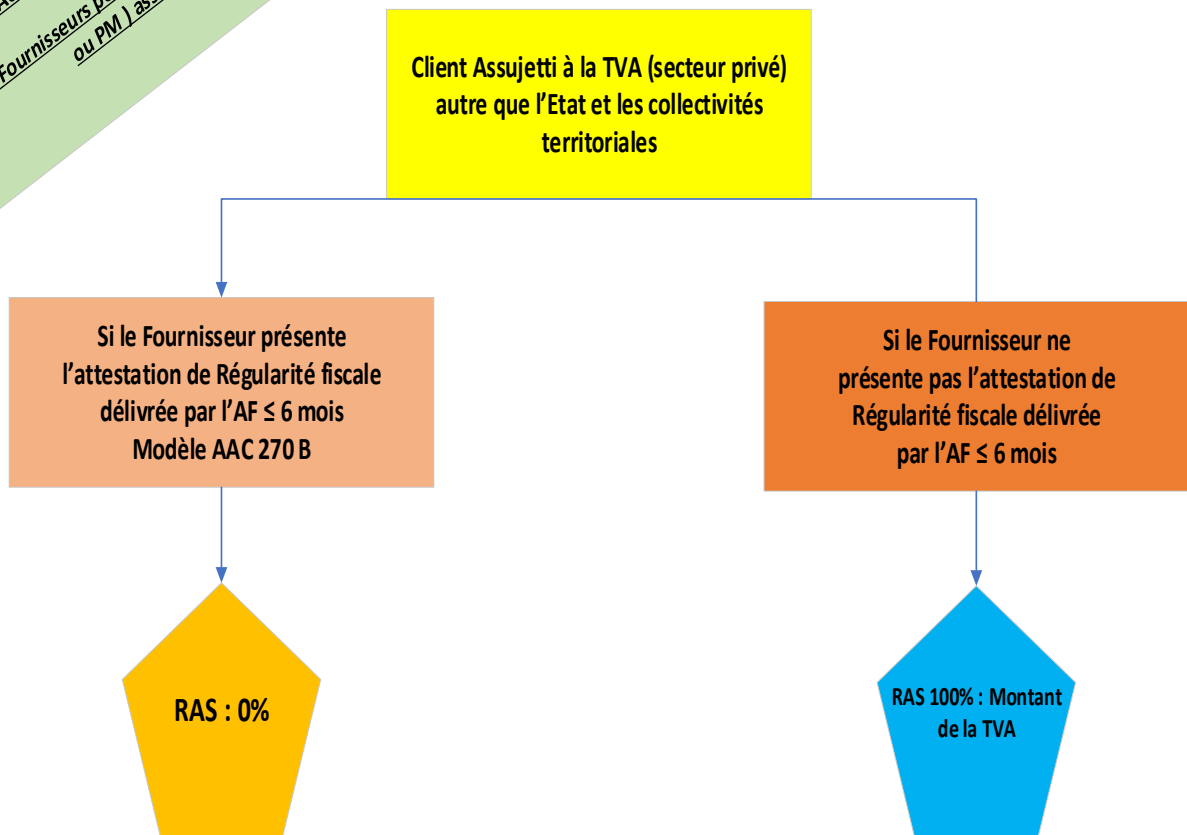 Fournisseurs
ou PM ) ass
Client Assujetti à la TVA (secteur privé)
autre que l'Etat et les collectivités
territoriales
Si le Fournisseur présente
l'attestation de Régularité fiscale
délivrée par l'AF ≤ 6 mois
Modèle AAC 270 B
Si le Fournisseur ne
présente pas l'attestation de
Régularité fiscale délivrée
par l'AF ≤ 6 mois
RAS : 0%
RAS 100% : Montant
de la TVA